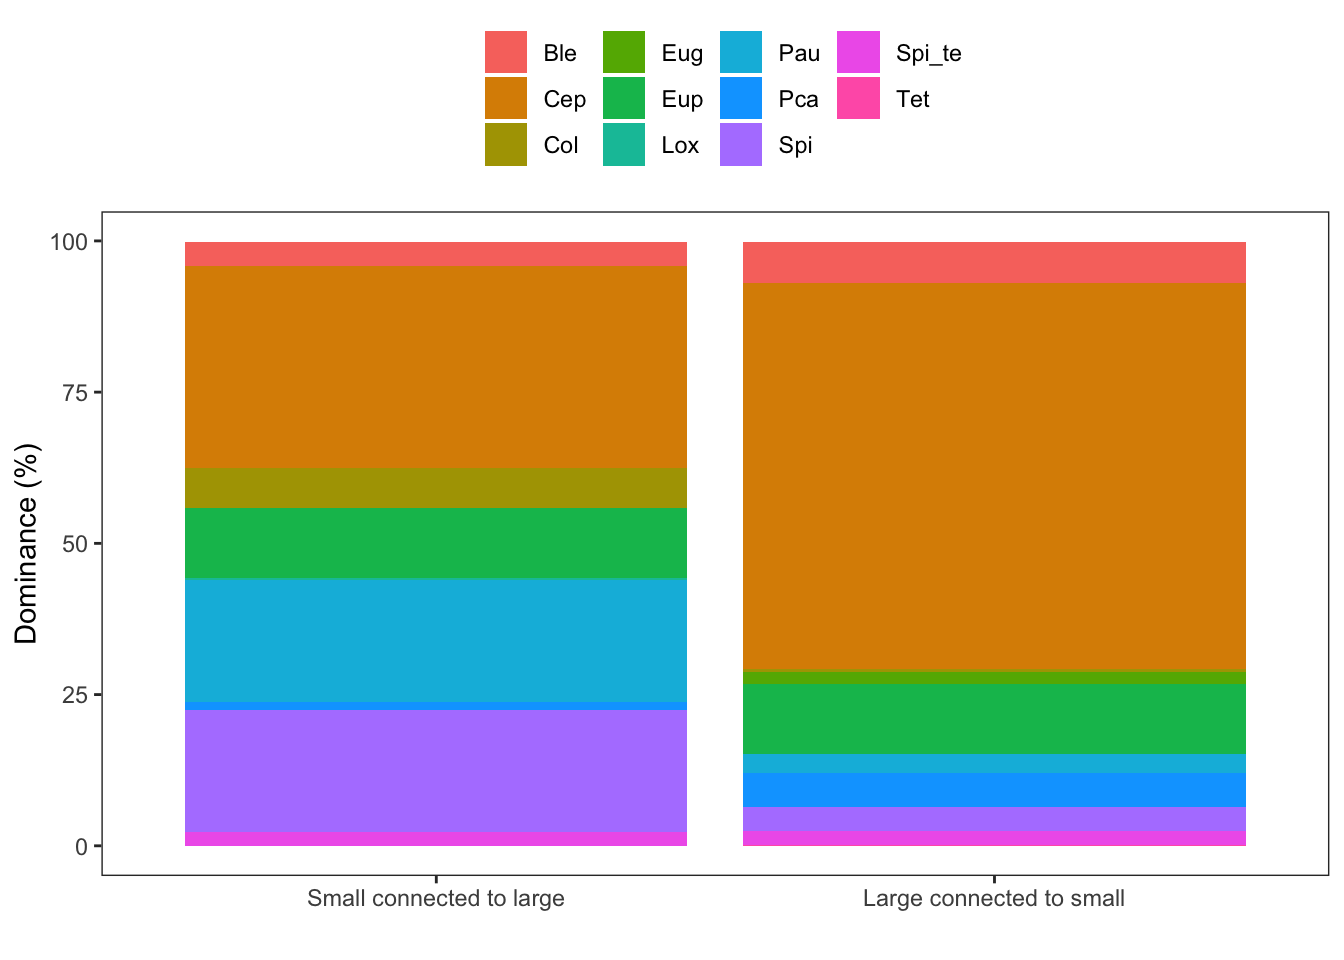 Ble Eug Pau Spi_te
Cep Eup Pca Tet
Col Lox Spi
100
75
50
25
0
Dominance (%)
Small connected to large Large connected to small